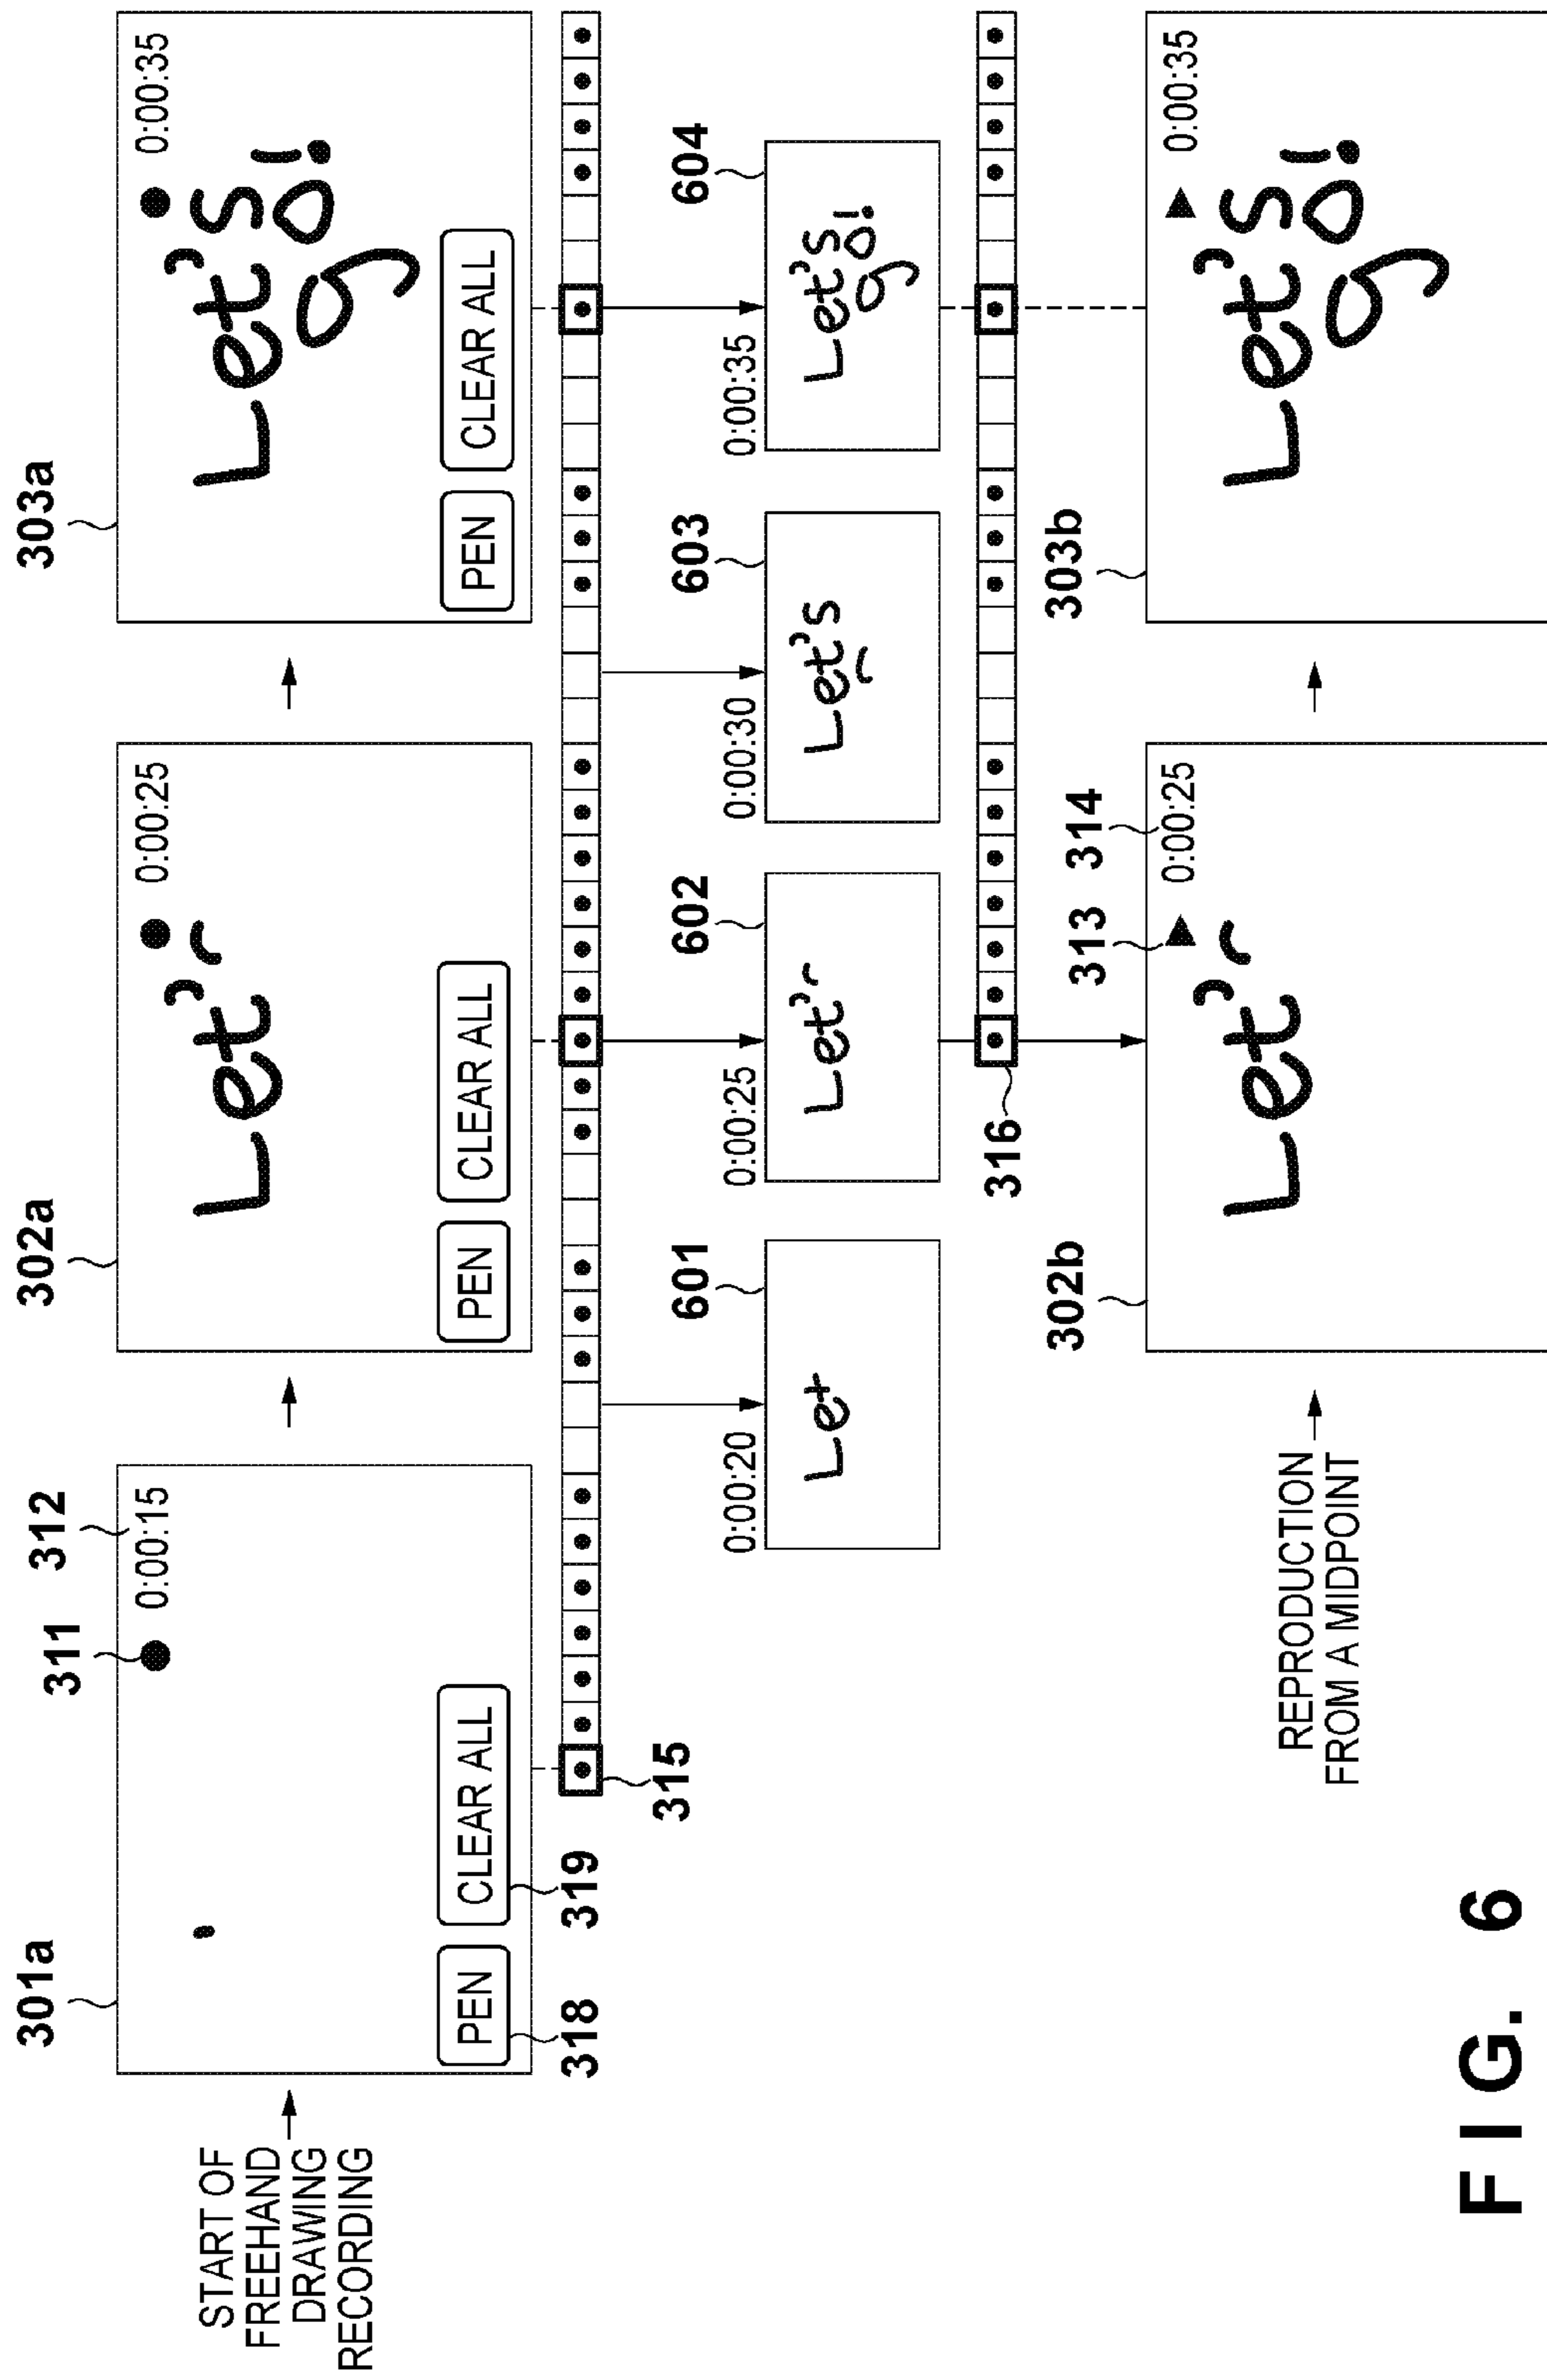 301a
311
312
302a
303a
START OF
FREEHAND
DRAWING
RECORDING
0:00:15
PEN
CLEAR ALL
318
319
315
0:00:25
Let'
PEN
CLEAR ALL
0:00:35
Let's
go!
PEN
CLEAR ALL
601
0:00:20
Let
602
0:00:25
Let'
603
0:00:30
Let's
604
0:00:35
Let's
go!
316
REPRODUCTION
FROM A MIDPOINT
302b
313
314
0:00:25
Let'
303b
0:00:35
Let's
go!
FIG. 6